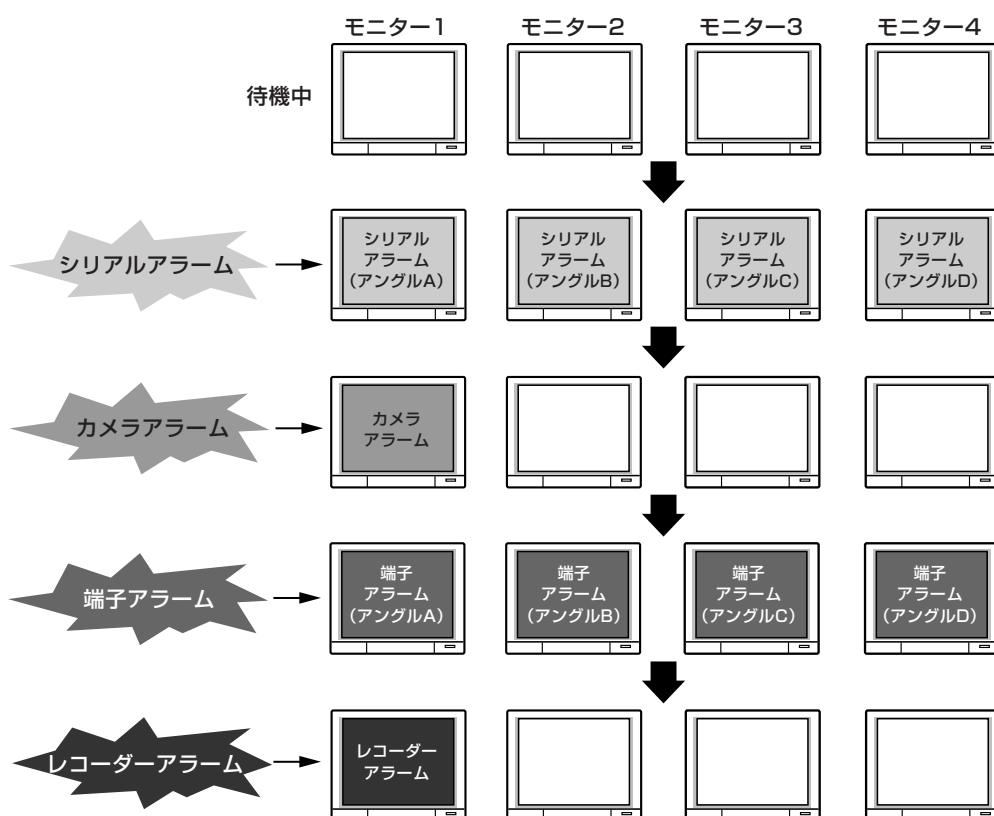 モニター1 モニター2 モニター3 モニター4
待機中
シリアルアラーム
シリアル
アラーム
(アングルA)
シリアル
アラーム
(アングルB)
シリアル
アラーム
(アングルC)
シリアル
アラーム
(アングルD)
カメラアラーム
カメラ
アラーム
端子アラーム
端子
アラーム
(アングルA)
端子
アラーム
(アングルB)
端子
アラーム
(アングルC)
端子
アラーム
(アングルD)
レコーダーアラーム
レコーダー
アラーム